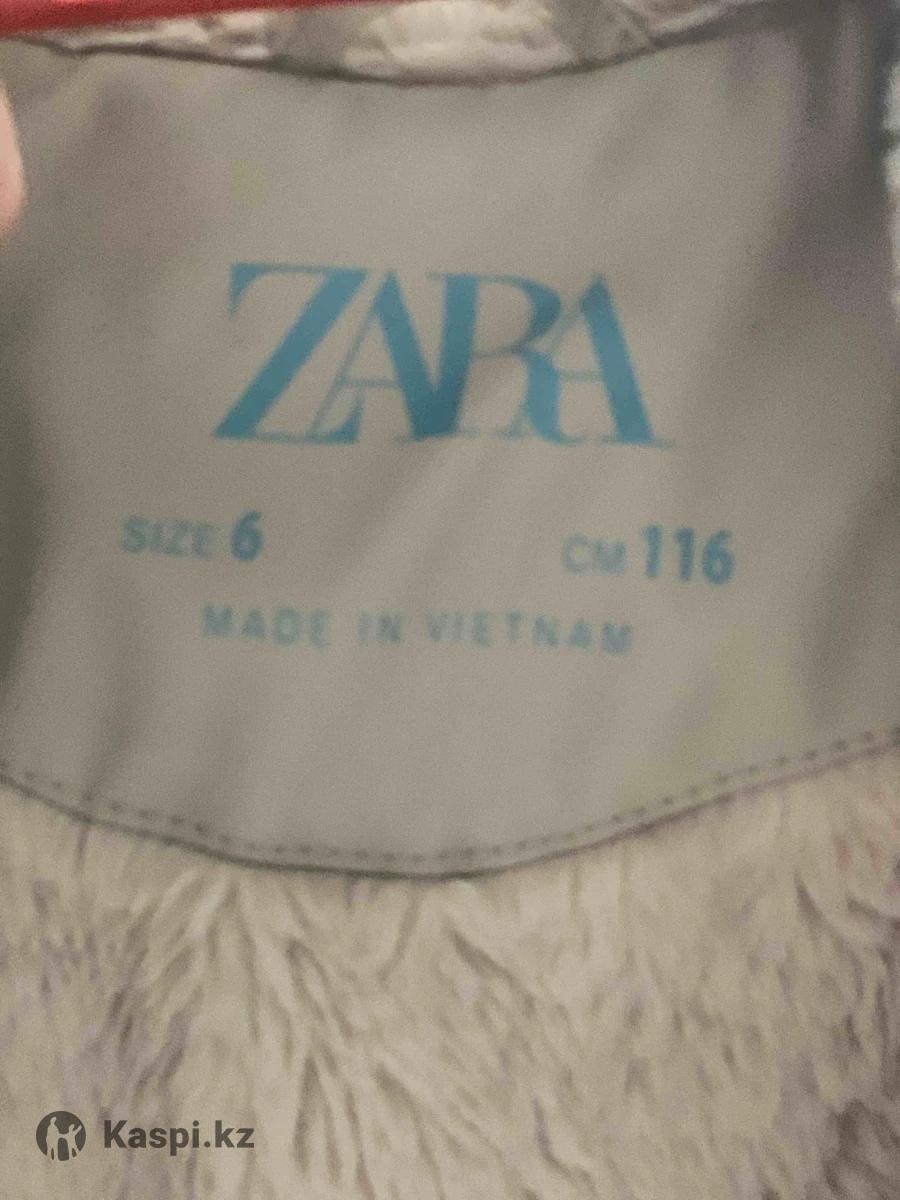 ZARA
SIZE 6 CM 116
MADE IN VIETNAM
Kaspi.kz